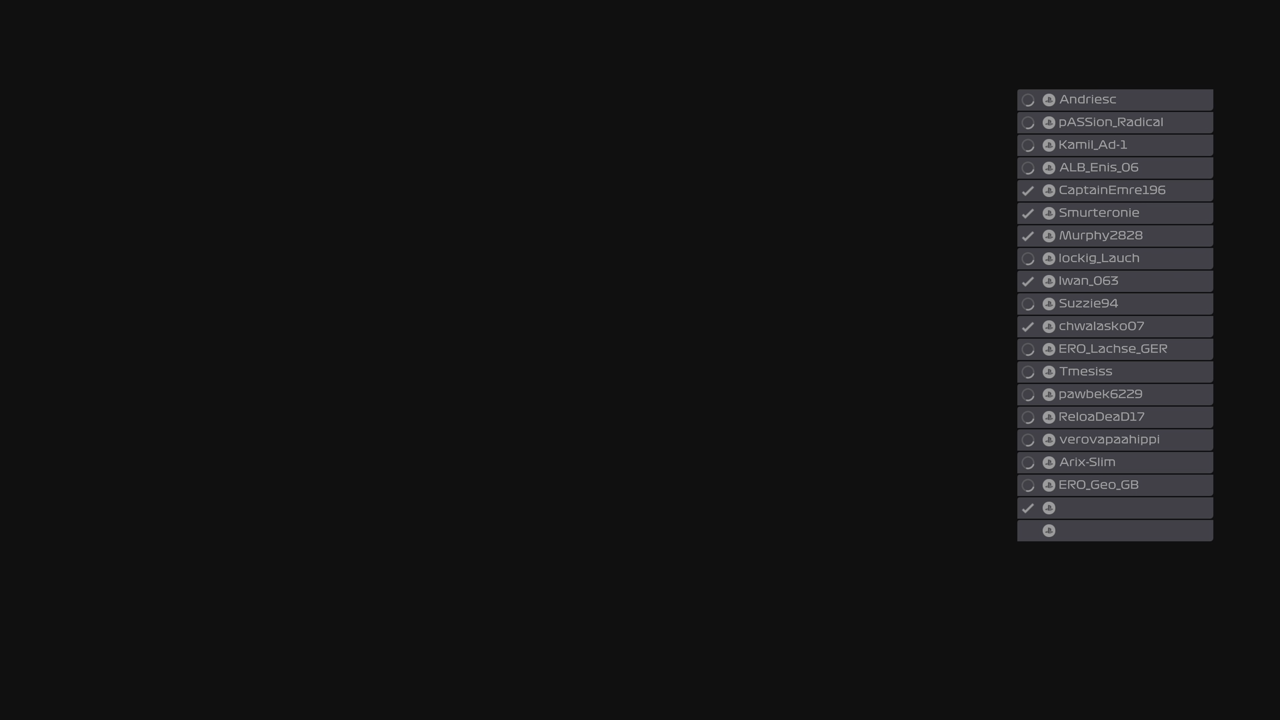 Andriesc
pASSion_Radical
Kamil_Ad-1
ALB_Enis_06
CaptainEmre196
Smurteronie
Murphy2828
lockig_Lauch
Iwan_063
Suzzie94
chwalasko07
ERO_Lachse_GER
Tmesiss
pawbek6229
ReloaDeaD17
verovapaahippi
Arix-Slim
ERO_Geo_GB